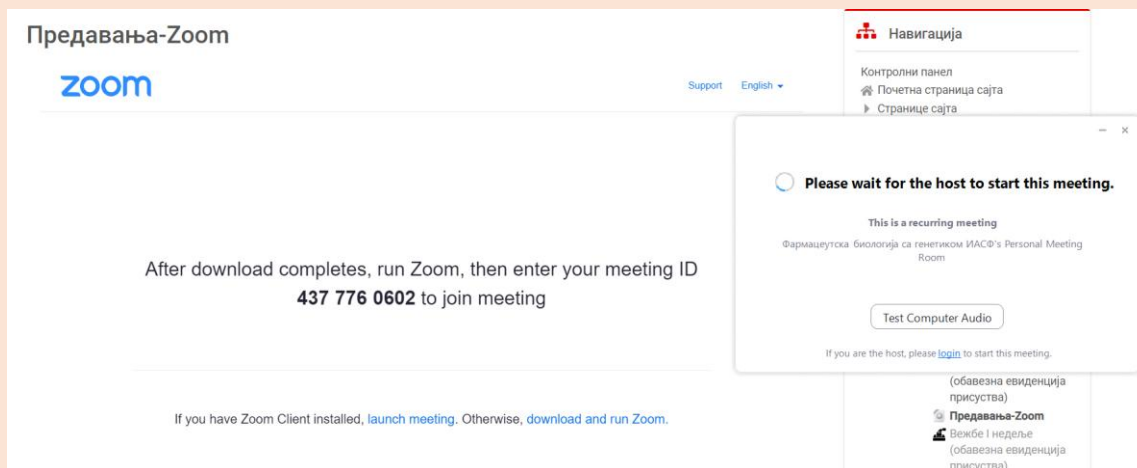 Предавања-Zoom
zoom
Support
English
After download completes, run Zoom, then enter your meeting ID
437 776 0602 to join meeting
If you have Zoom Client installed, launch meeting. Otherwise, download and run Zoom.
Навигација
Контролни панел
Почетна страница сајта
Странице сајта
Please wait for the host to start this meeting.
This is a recurring meeting
Фармацеутска биологија са генетиком ИАСФ's Personal Meeting
Room
Test Computer Audio
If you are the host, please login to start this meeting.
(обавезна евиденција
присуства)
Предавања-Zoom
Вежбе I недеље
(обавезна евиденција
присуства)